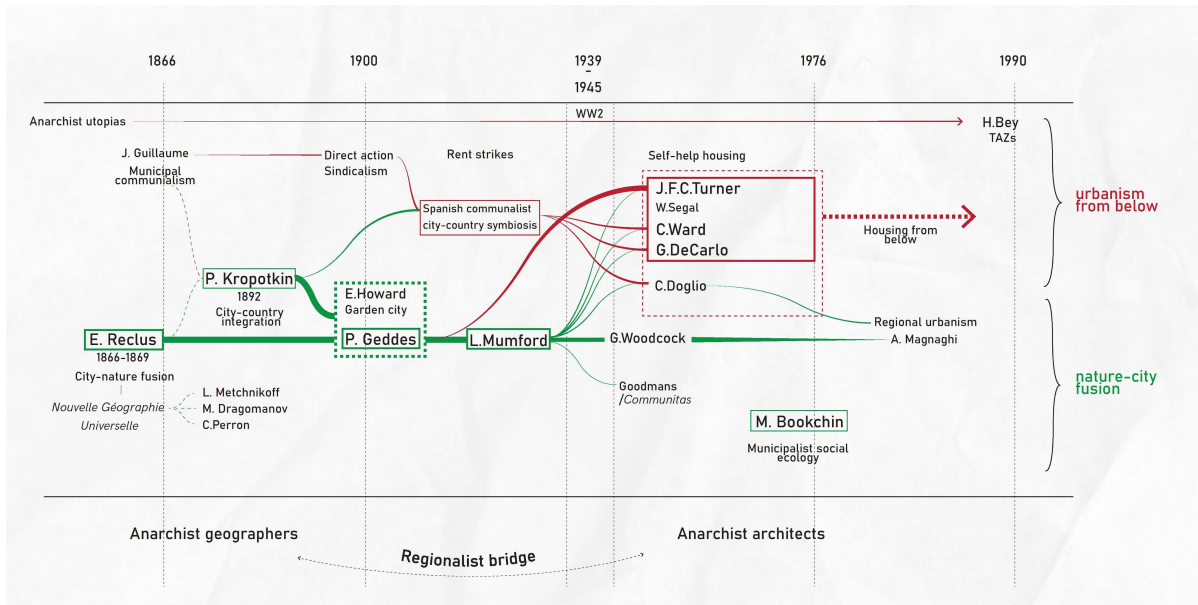 1866
1900
1939
-
1945
1976
1990
WW2
Anarchist utopias
H.Bey
TAZs
J. Guillaume
Municipal
communialism
Direct action
Sindicalism
Rent strikes
Self-help housing
Spanish communalist
city-country symbiosis
J.F.C.Turner
W.Segal
C.Ward
G.DeCarlo
C.Doglio
Housing from
below
urbanism
from below
P. Kropotkin
1892
City-country
integration
E.Howard
Garden city
P. Geddes
E. Reclus
1866-1869
City-nature fusion
Nouvelle Géographie
Universelle
L. Metchnikoff
M. Dragomanov
C.Perron
L.Mumford
G.Woodcock
Goodmans
/Communitas
Regional urbanism
A. Magnaghi
nature-city
fusion
M. Bookchin
Municipalist social
ecology
Anarchist geographers
Regionalist bridge
Anarchist architects